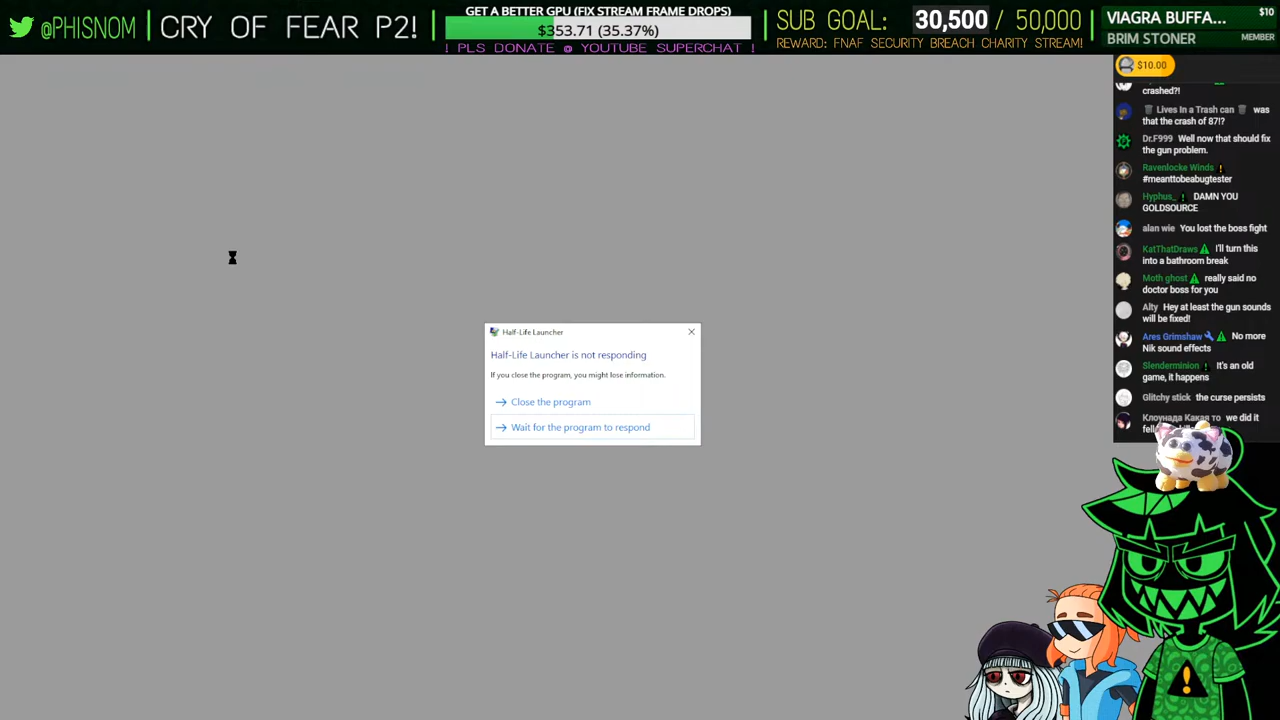 @PHISNOM
CRY OF FEAR P2!
GET A BETTER GPU (FIX STREAM FRAME DROPS)
$353.71 (35.37%)
! PLS DONATE @ YOUTUBE SUPERCHAT !
SUB GOAL: 30,500 / 50,000
REWARD: FNAF SECURITY BREACH CHARITY STREAM!
VIAGRA BUFFA... $10
BRIM STONER MEMBER
$10.00
crashed?!
Lives In a Trash can was
that the crash of 87!?
Dr.F999 Well now that should fix
the gun problem.
Ravenlocke Winds
#meanttobeabugtester
Hyphus_ DAMN YOU
GOLDSOURCE
alan wie You lost the boss fight
KatThatDraws I'll turn this
into a bathroom break
Moth ghost really said no
doctor boss for you
Alty Hey at least the gun sounds
will be fixed!
Ares Grimshaw No more
Nik sound effects
Slenderminion It's an old
game, it happens
Glitchy stick the curse persists
Клоунада Какая то we did it
Half-Life Launcher
Half-Life Launcher is not responding
If you close the program, you might lose information.
Close the program
Wait for the program to respond